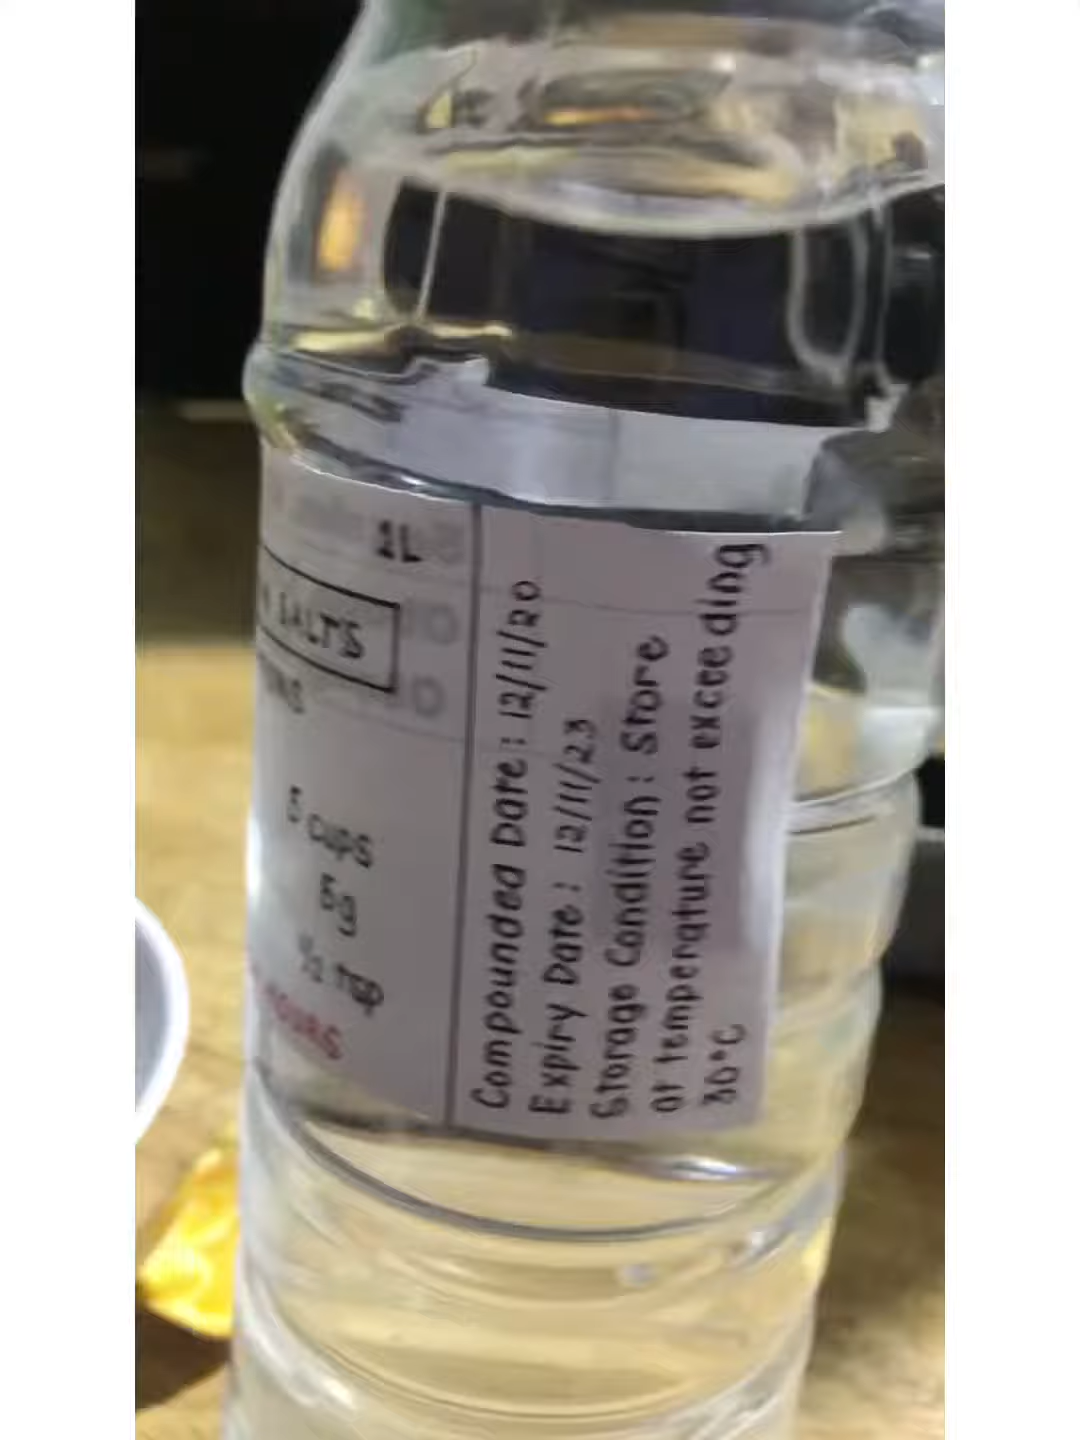 1L
SALTS
5 cups
5g
½ tsp
HOURS
Compounded Date: 12/11/20
Expiry Date: 12/11/23
Storage Condition: Store
at temperature not exceeding
30°C